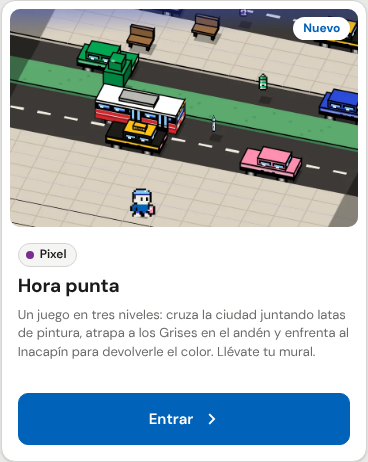 Nuevo
Pixel
Hora punta
Un juego en tres niveles: cruza la ciudad juntando latas
de pintura, atrapa a los Grises en el andén y enfrenta al
Inacapín para devolverle el color. Llévate tu mural.
Entrar